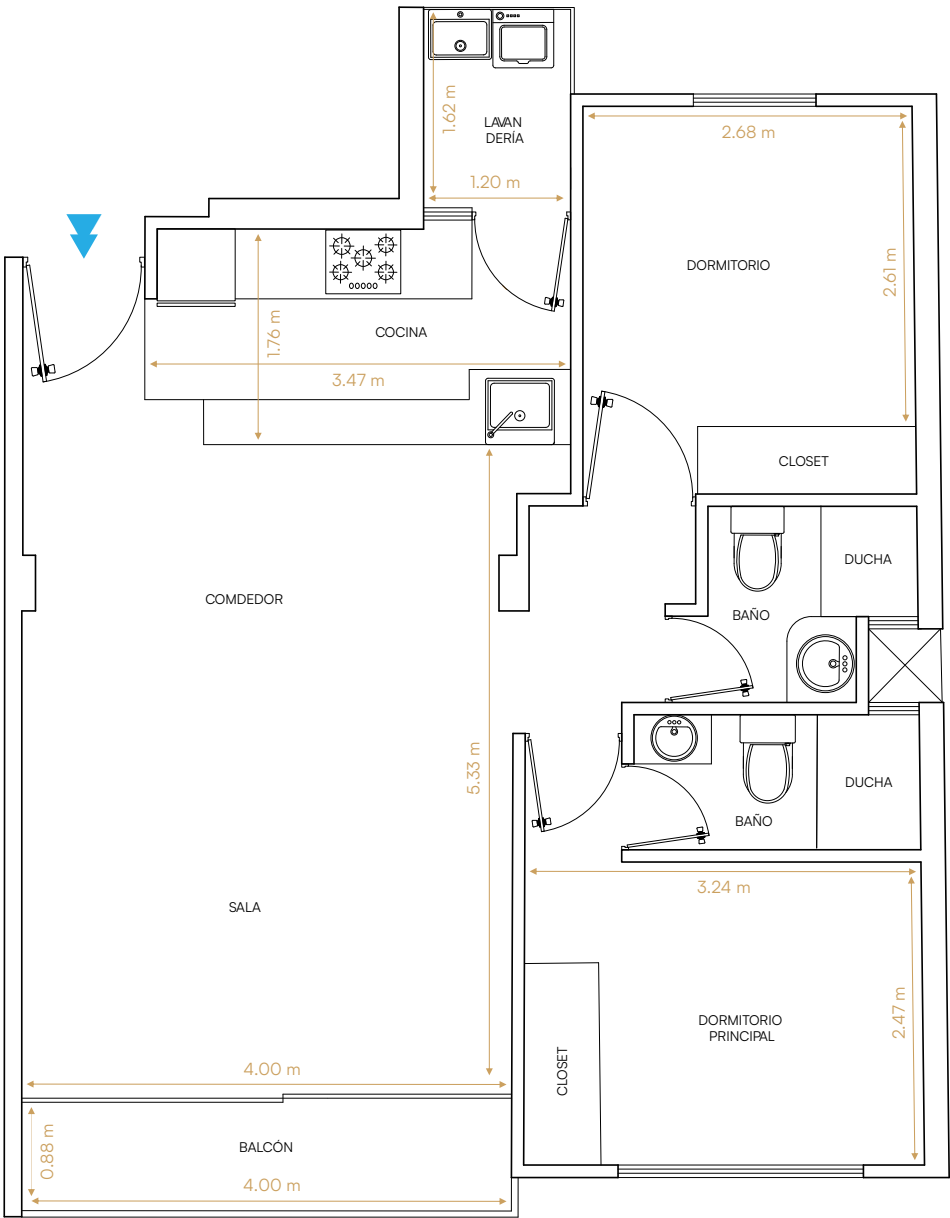 1.62 m
LAVAN
DERÍA
1.20 m
2.68 m
DORMITORIO
2.61 m
1.76 m
COCINA
3.47 m
CLOSET
DUCHA
BAÑO
COMDEDOR
5.33 m
DUCHA
BAÑO
3.24 m
SALA
2.47 m
DORMITORIO
PRINCIPAL
CLOSET
4.00 m
0.88 m
BALCÓN
4.00 m